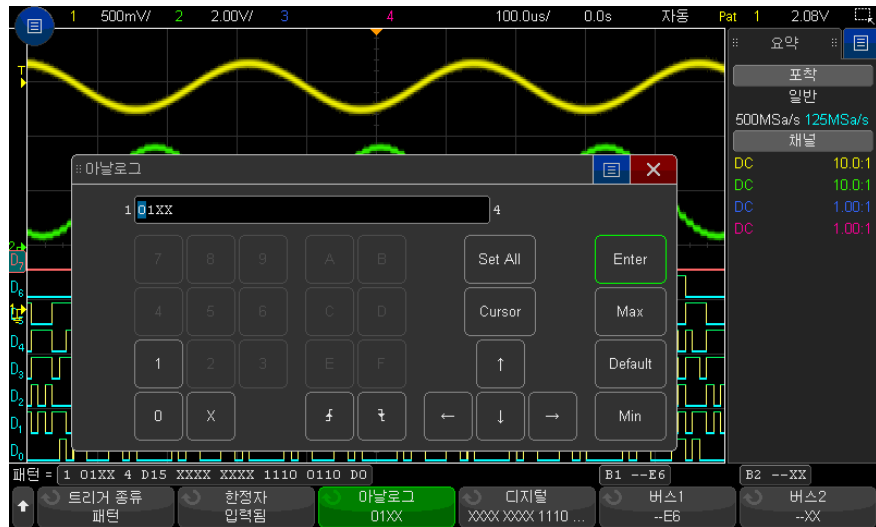 1 500mV/ 2 2.00V/ 3 4 100.0us/ 0.0s 자동 Pat 1 2.08V
요약
포착
일반
500MSa/s 125MSa/s
채널
DC 10.0:1
DC 10.0:1
DC 1.00:1
DC 1.00:1
T
아날로그
1 01XX 4
7 8 9 A B Set All Enter
4 5 6 C D Cursor Max
1 2 3 E F ↑ Default
0 X ← ↓ → Min
2
D7
D6
D4
D3
D2
D1
D0
패턴 = 1 01XX 4 D15 XXXX XXXX 1110 0110 D0 B1 --E6 B2 --XX
트리거 종류 한정자 아날로그 디지털 버스1 버스2
패턴 입력됨 01XX XXXX XXXX 1110 ... --E6 --XX